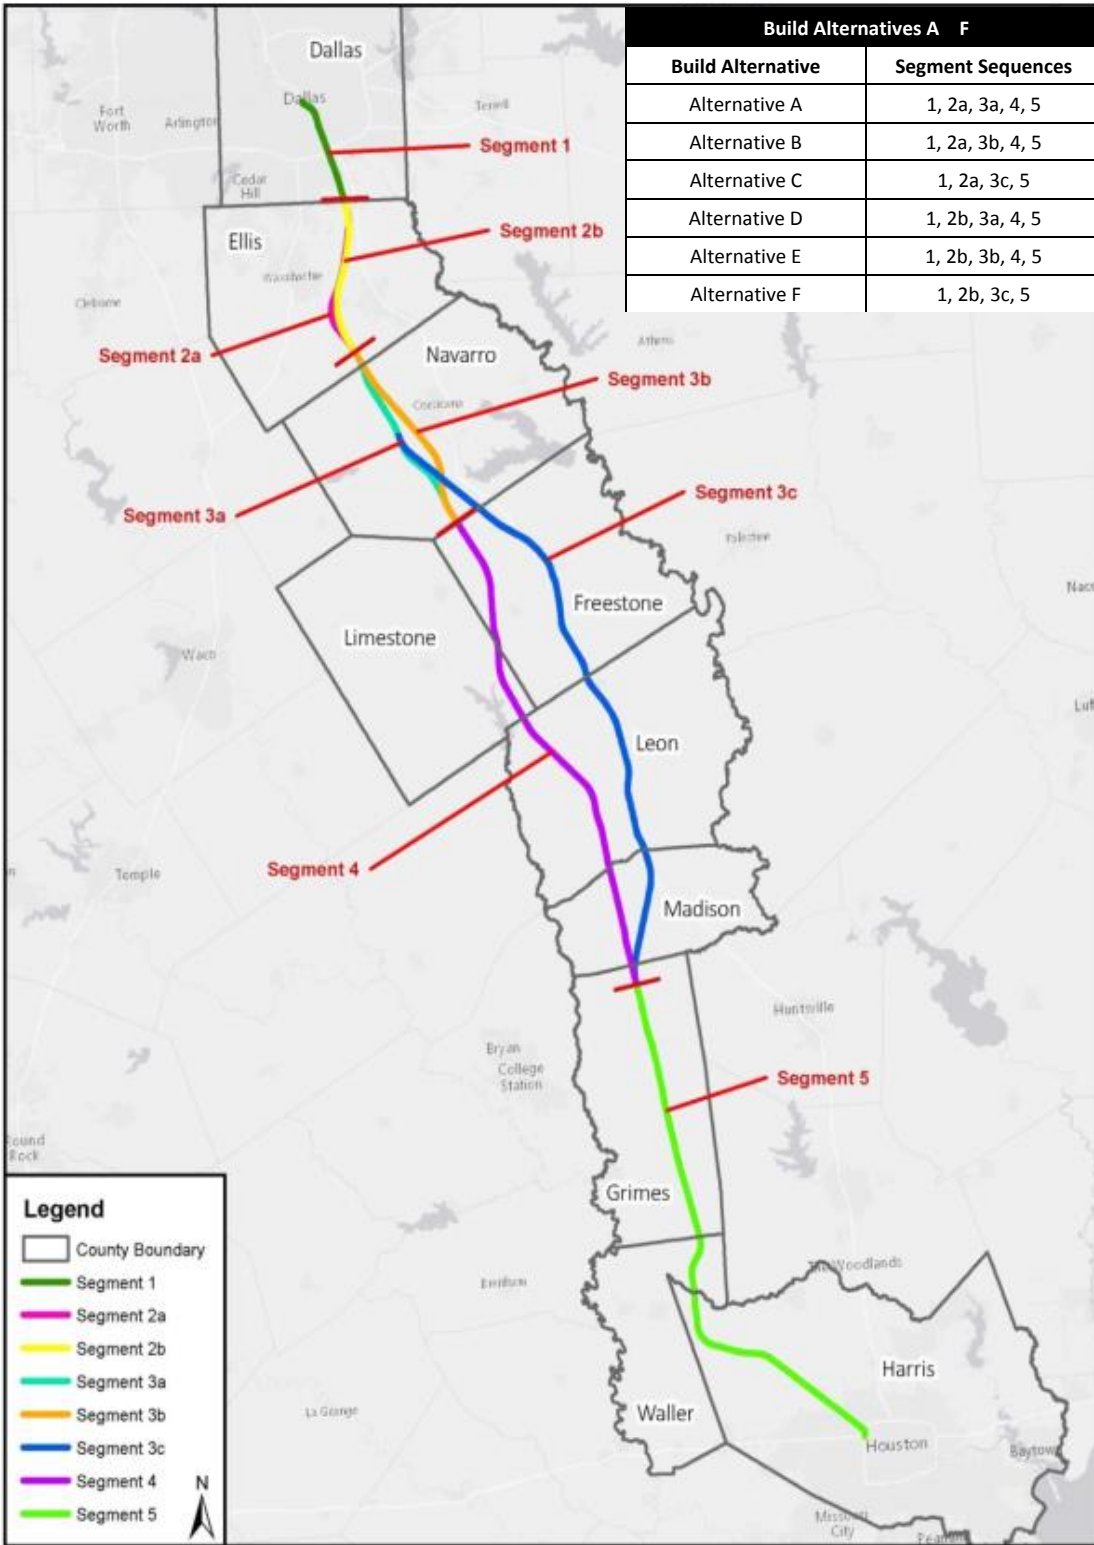 Build Alternatives A F
Build Alternative Segment Sequences
Alternative A 1, 2a, 3a, 4, 5
Alternative B 1, 2a, 3b, 4, 5
Alternative C 1, 2a, 3c, 5
Alternative D 1, 2b, 3a, 4, 5
Alternative E 1, 2b, 3b, 4, 5
Alternative F 1, 2b, 3c, 5
Dallas
Dallas
Fort
Worth
Arlington
Terrell
Segment 1
Cedar
Hill
Segment 2b
Ellis
Waxahachie
Cleburne
Segment 2a
Navarro
Athens
Segment 3b
Corsicana
Segment 3c
Segment 3a
Palestine
Nac
Freestone
Limestone
Waco
Luf
Leon
Segment 4
Temple
Madison
Huntsville
Bryan
College
Station
Segment 5
Round
Rock
Grimes
The Woodlands
Brenham
Harris
La Grange
Waller
Houston
Baytow
Missouri
City
Pearland
Legend
County Boundary
Segment 1
Segment 2a
Segment 2b
Segment 3a
Segment 3b
Segment 3c
Segment 4
Segment 5
N